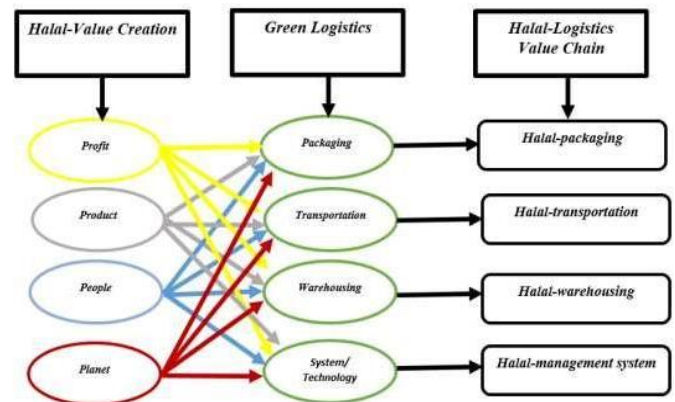 Halal-Value Creation
Green Logistics
Halal-Logistics
Value Chain
Profit
Packaging
Halal-packaging
Product
Transportation
Halal-transportation
People
Warehousing
Halal-warehousing
Planet
System/
Technology
Halal-management system